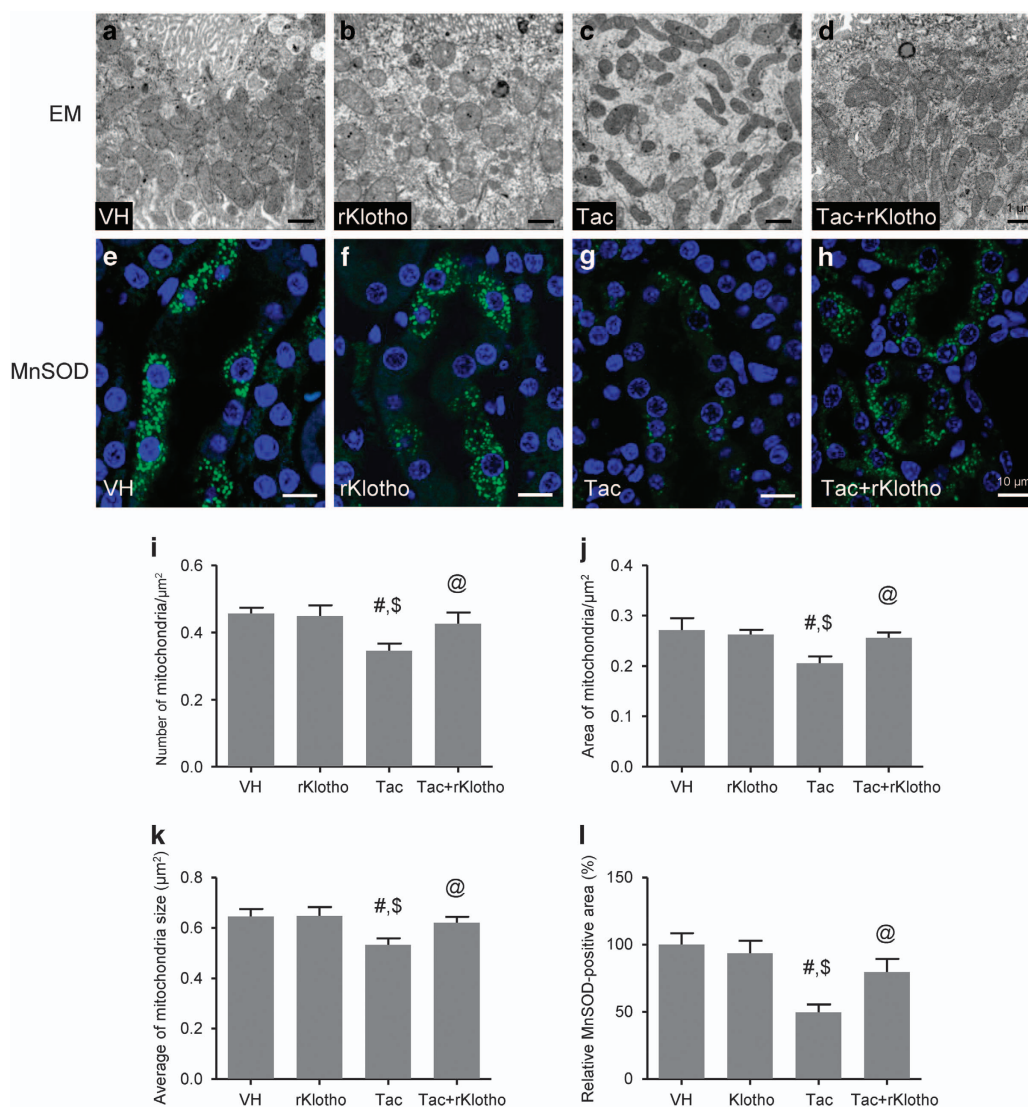 a b c d
EM
VH rKlotho Tac Tac+rKlotho 1 μm
e f g h
MnSOD
VH rKlotho Tac Tac+rKlotho 10 μm
i
Number of mitochondria/μm²
0.6
0.4
0.2
0.0
#,$ @
VH rKlotho Tac Tac+rKlotho
j
Area of mitochondria/μm²
0.4
0.3
0.2
0.1
0.0
#,$ @
VH rKlotho Tac Tac+rKlotho
k
Average of mitochondria size (μm²)
0.8
0.6
0.4
0.2
0.0
#,$ @
VH rKlotho Tac Tac+rKlotho
l
Relative MnSOD-positive area (%)
150
100
50
0
#,$ @
VH Klotho Tac Tac+rKlotho